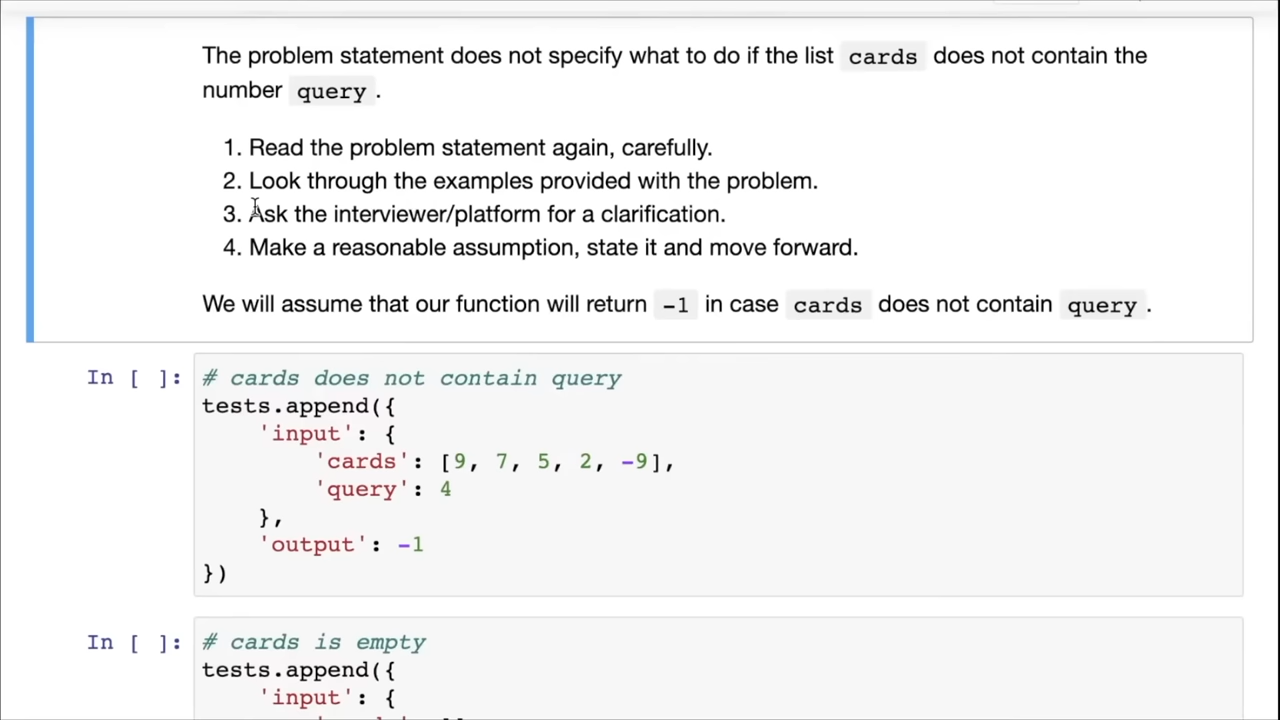 The problem statement does not specify what to do if the list cards does not contain the
number query .
1. Read the problem statement again, carefully.
2. Look through the examples provided with the problem.
3. Ask the interviewer/platform for a clarification.
4. Make a reasonable assumption, state it and move forward.
We will assume that our function will return -1 in case cards does not contain query .
In [ ]: # cards does not contain query
tests.append({
'input': {
'cards': [9, 7, 5, 2, -9],
'query': 4
},
'output': -1
})
In [ ]: # cards is empty
tests.append({
'input': {